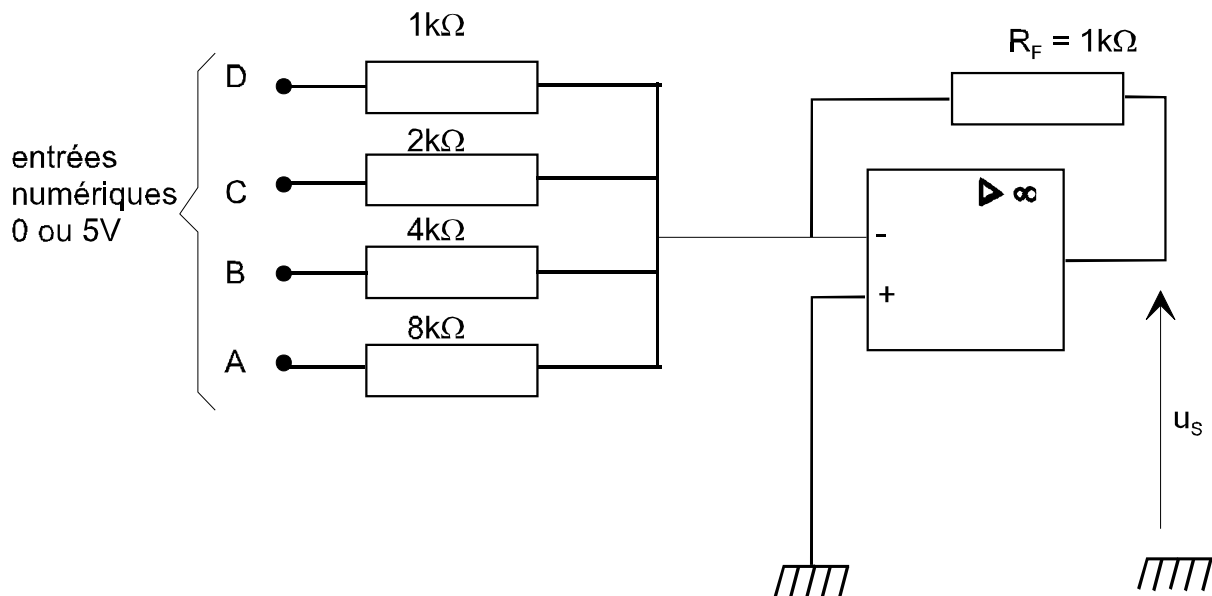 1kΩ
R_F = 1kΩ
D
entrées
numériques
0 ou 5V
2kΩ
C
∞
4kΩ
-
B
+
8kΩ
A
u_S